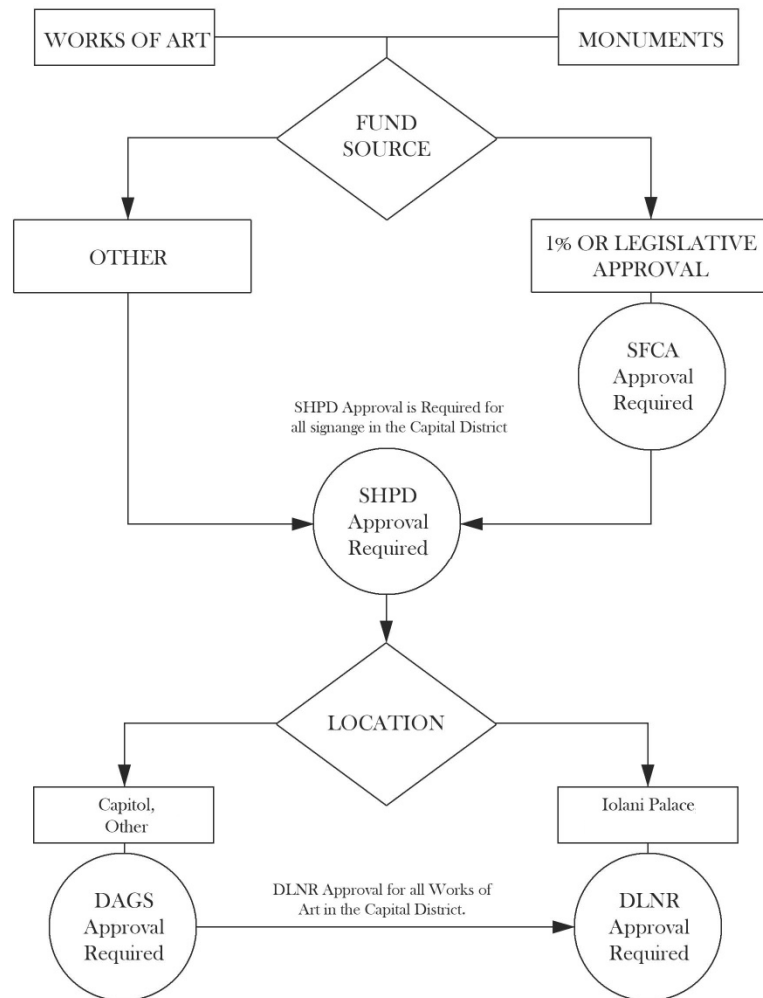 WORKS OF ART
MONUMENTS
FUND
SOURCE
OTHER
1% OR LEGISLATIVE
APPROVAL
SFCA
Approval
Required
SHPD Approval is Required for
all signange in the Capital District
SHPD
Approval
Required
LOCATION
Capitol,
Other
Iolani Palace
DAGS
Approval
Required
DLNR Approval for all Works of
Art in the Capital District.
DLNR
Approval
Required